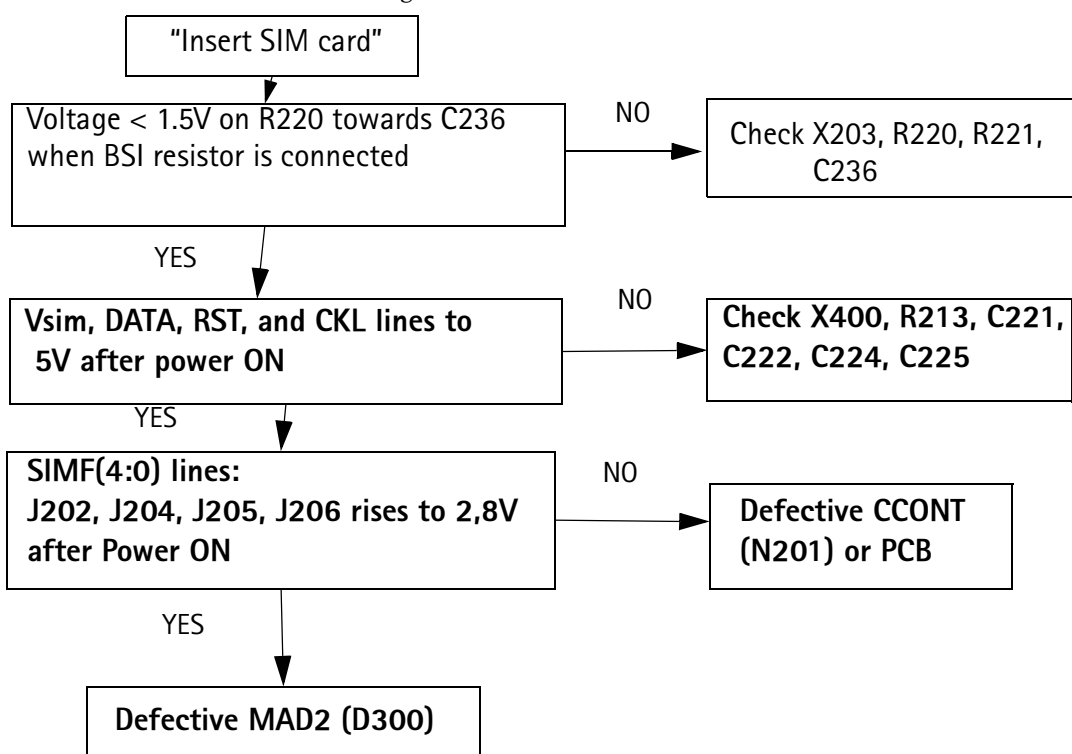 “Insert SIM card”
Voltage < 1.5V on R220 towards C236
when BSI resistor is connected
NO
Check X203, R220, R221,
C236
YES
Vsim, DATA, RST, and CKL lines to
5V after power ON
NO
Check X400, R213, C221,
C222, C224, C225
YES
SIMF(4:0) lines:
J202, J204, J205, J206 rises to 2,8V
after Power ON
NO
Defective CCONT
(N201) or PCB
YES
Defective MAD2 (D300)